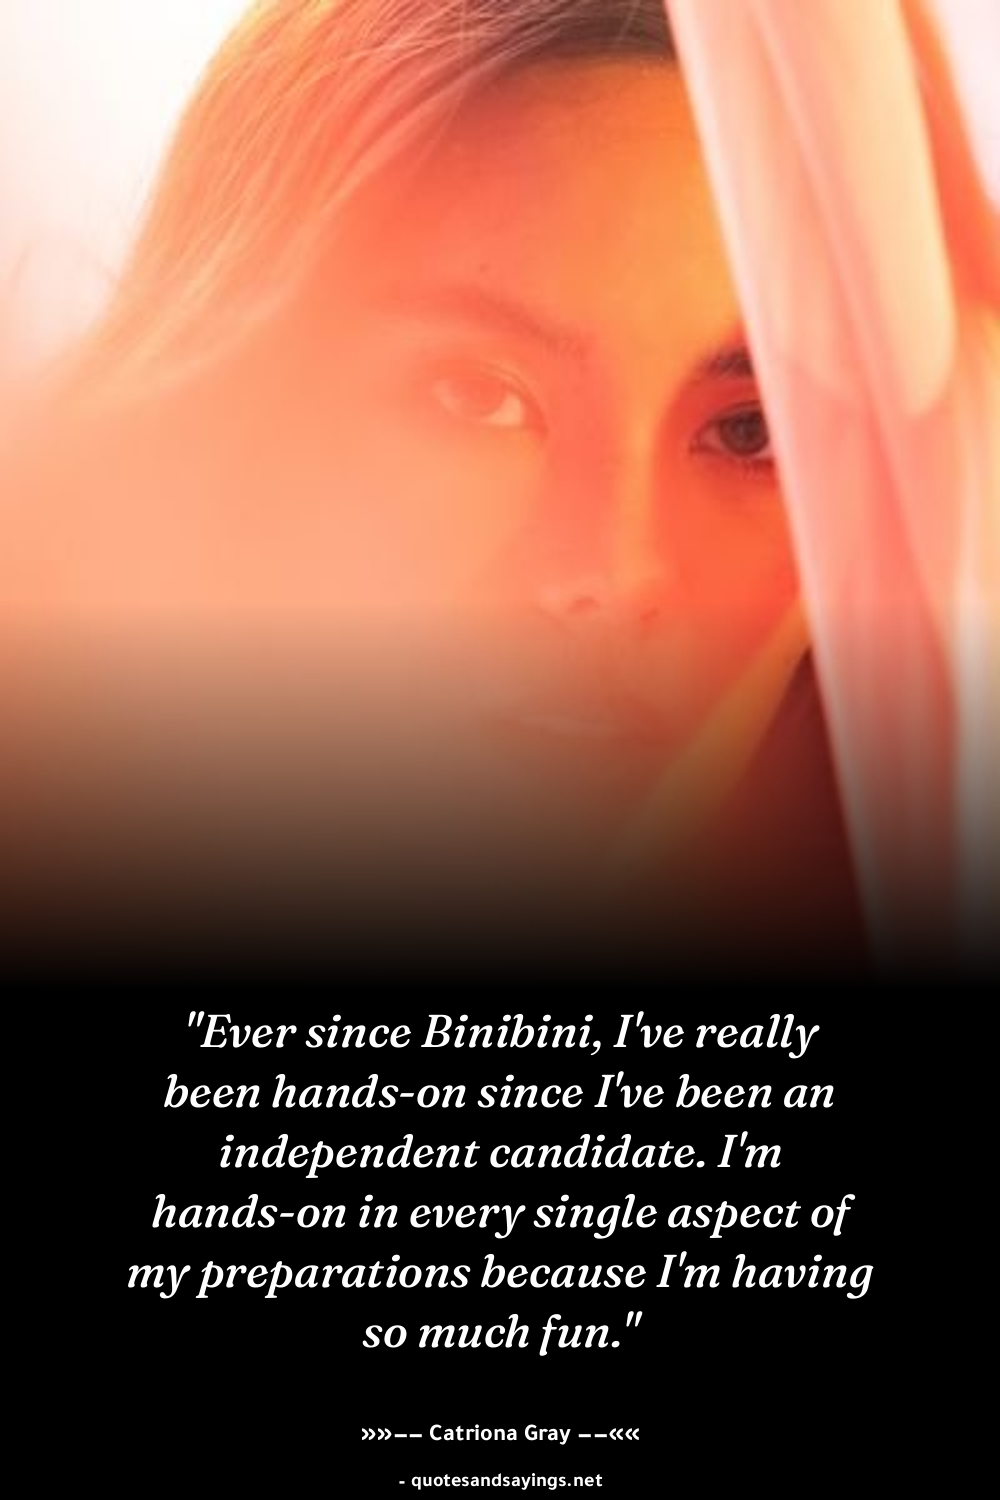 "Ever since Binibini, I've really
been hands-on since I've been an
independent candidate. I'm
hands-on in every single aspect of
my preparations because I'm having
so much fun."
»»–– Catriona Gray ––««
- quotesandsayings.net